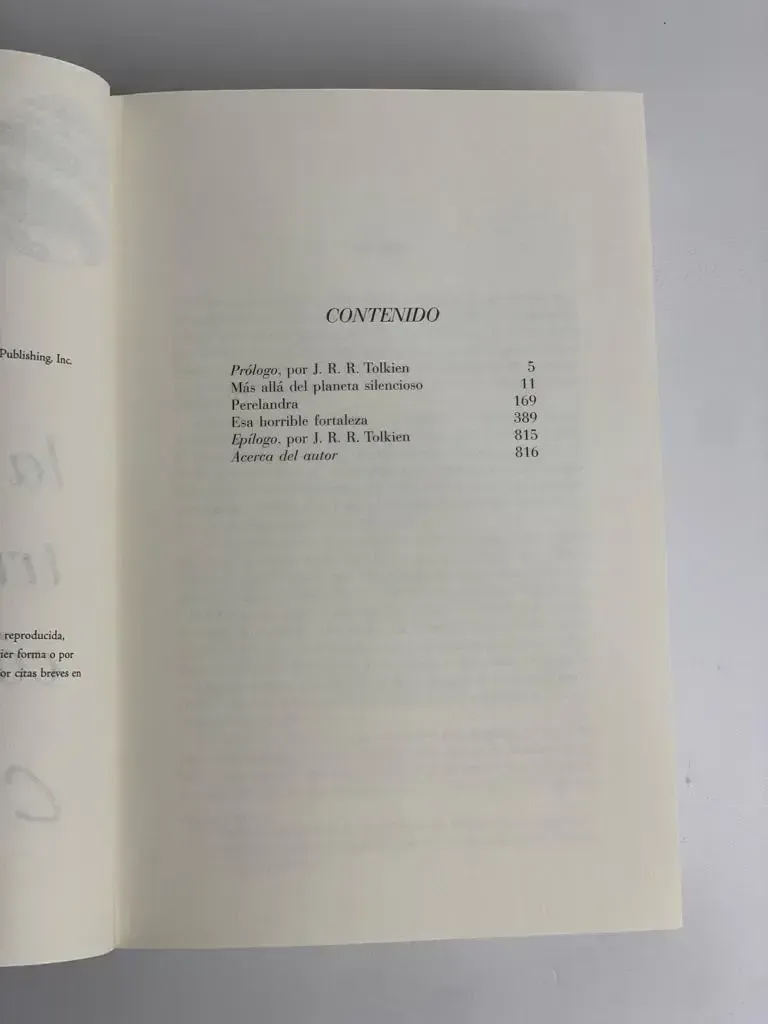 Publishing, Inc.
reproducida,
ier forma o por
or citas breves en
CONTENIDO
Prólogo, por J. R. R. Tolkien 5
Más allá del planeta silencioso 11
Perelandra 169
Esa horrible fortaleza 389
Epílogo, por J. R. R. Tolkien 815
Acerca del autor 816